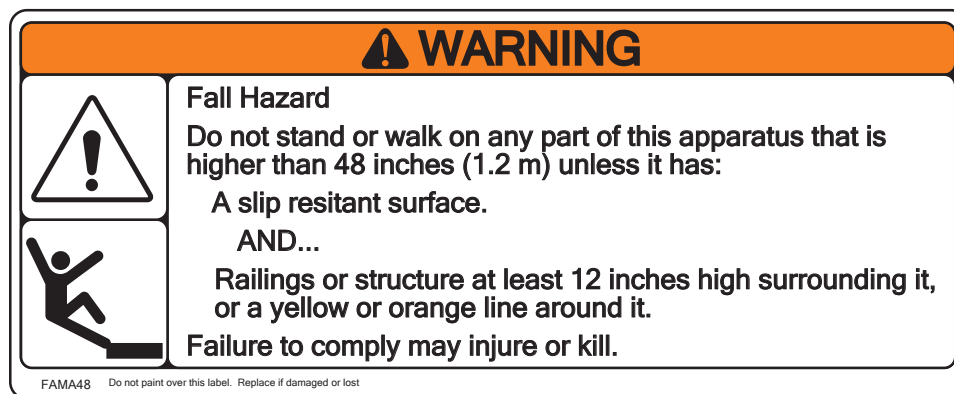 WARNING
Fall Hazard
Do not stand or walk on any part of this apparatus that is
higher than 48 inches (1.2 m) unless it has:
A slip resitant surface.
AND...
Railings or structure at least 12 inches high surrounding it,
or a yellow or orange line around it.
Failure to comply may injure or kill.
FAMA48 Do not paint over this label. Replace if damaged or lost